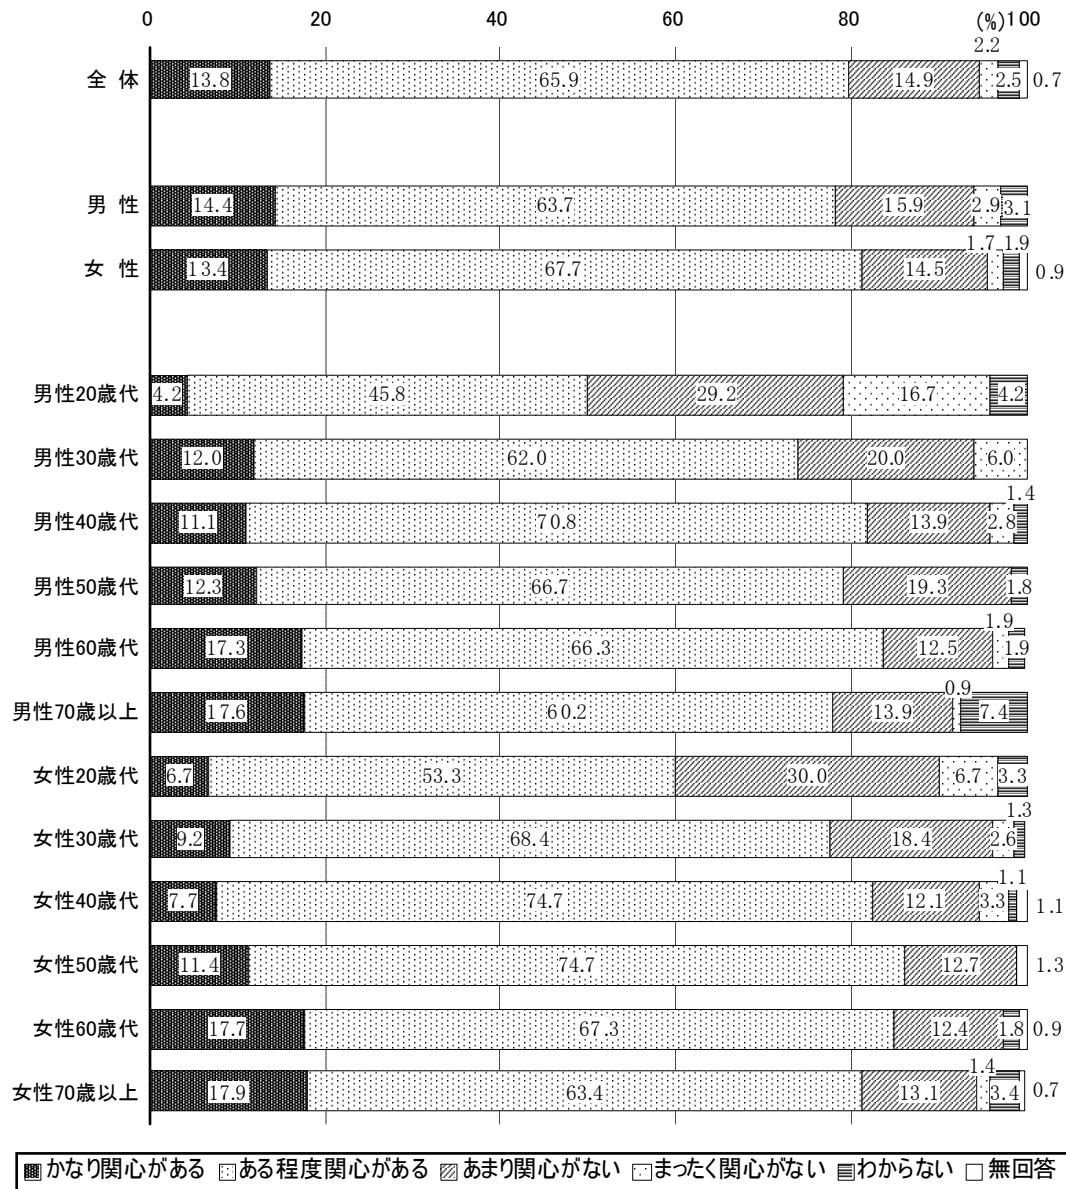 0 20 40 60 80 (%)100
2.2
全 体 13.8 65.9 14.9 2.5 0.7
男 性 14.4 63.7 15.9 2.9 3.1
1.7 1.9
女 性 13.4 67.7 14.5 0.9
男性20歳代 4.2 45.8 29.2 16.7 4.2
男性30歳代 12.0 62.0 20.0 6.0
1.4
男性40歳代 11.1 70.8 13.9 2.8
男性50歳代 12.3 66.7 19.3 1.8
1.9
男性60歳代 17.3 66.3 12.5 1.9
0.9
男性70歳以上 17.6 60.2 13.9 7.4
女性20歳代 6.7 53.3 30.0 6.7 3.3
1.3
女性30歳代 9.2 68.4 18.4 2.6
1.1
女性40歳代 7.7 74.7 12.1 3.3 1.1
女性50歳代 11.4 74.7 12.7 1.3
女性60歳代 17.7 67.3 12.4 1.8 0.9
1.4
女性70歳以上 17.9 63.4 13.1 3.4 0.7
かなり関心がある ある程度関心がある あまり関心がない まったく関心がない わからない 無回答